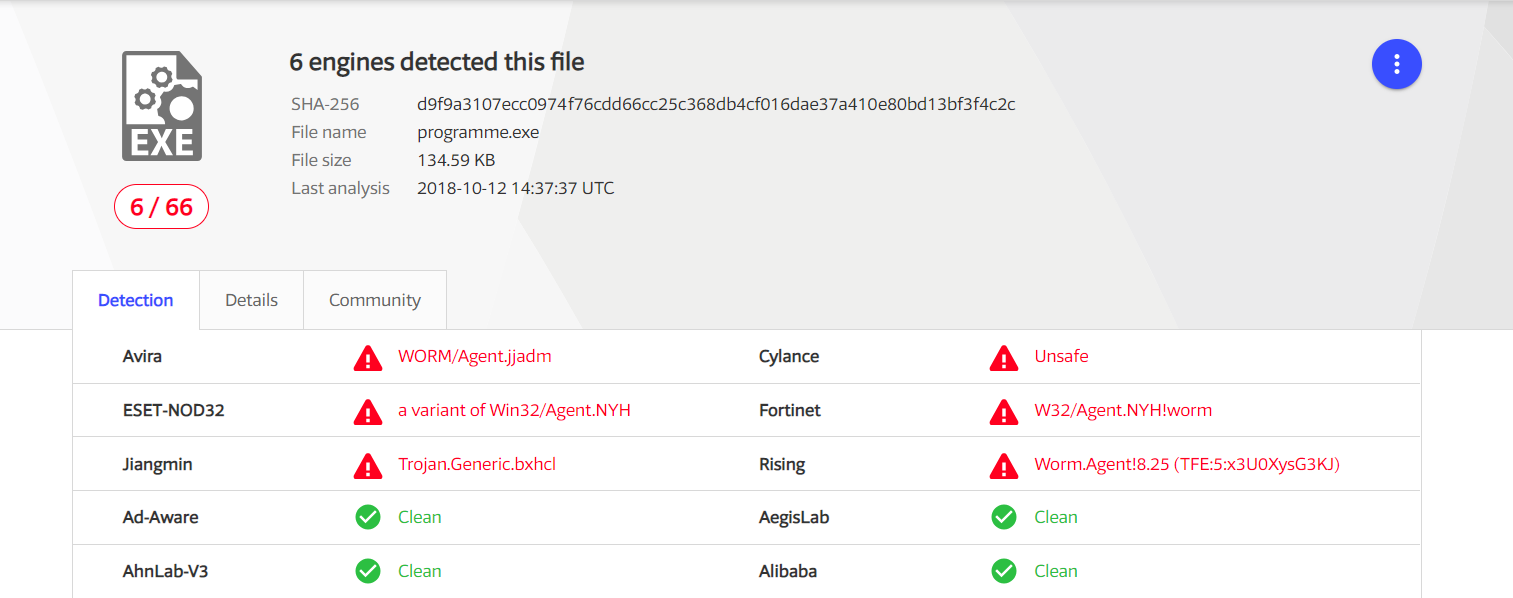 6 engines detected this file
SHA-256 d9f9a3107ecc0974f76cdd66cc25c368db4cf016dae37a410e80bd13bf3f4c2c
File name programme.exe
File size 134.59 KB
Last analysis 2018-10-12 14:37:37 UTC
EXE
6 / 66
Detection Details Community
Avira WORM/Agent.jjadm Cylance Unsafe
ESET-NOD32 a variant of Win32/Agent.NYH Fortinet W32/Agent.NYH!worm
Jiangmin Trojan.Generic.bxhcl Rising Worm.Agent!8.25 (TFE:5:x3U0XysG3KJ)
Ad-Aware Clean AegisLab Clean
AhnLab-V3 Clean Alibaba Clean